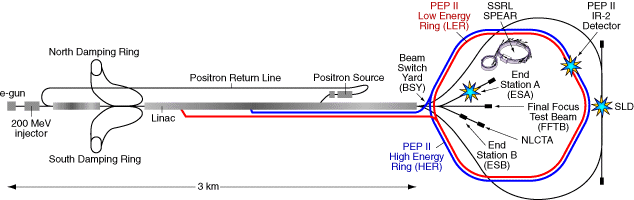 North Damping Ring
e-gun
200 MeV
injector
South Damping Ring
Positron Return Line
Positron Source
Linac
3 km
Beam
Switch
Yard
(BSY)
PEP II
Low Energy
Ring (LER)
SSRL
SPEAR
PEP II
IR-2
Detector
End
Station A
(ESA)
Final Focus
Test Beam
(FFTB)
SLD
NLCTA
End
Station B
(ESB)
PEP II
High Energy
Ring (HER)